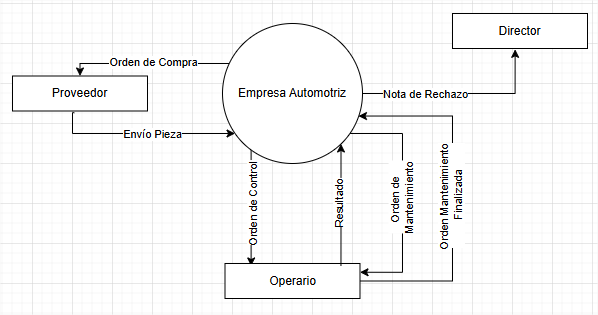 Director
Orden de Compra
Proveedor
Empresa Automotriz
Nota de Rechazo
Envío Pieza
Orden de Control
Resultado
Orden de
Mantenimiento
Orden Mantenimiento
Finalizada
Operario